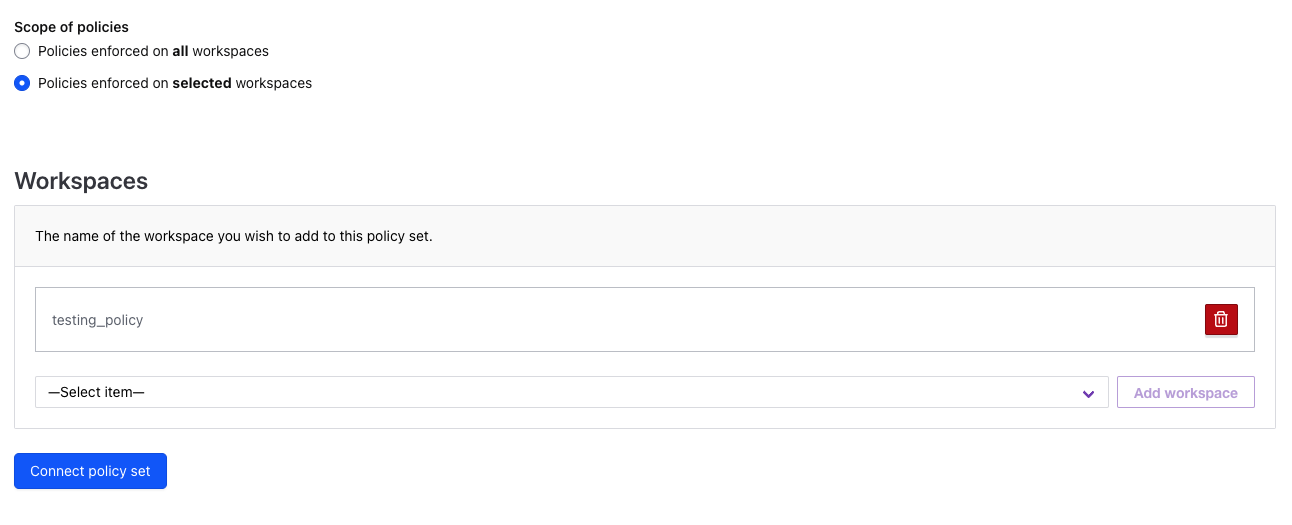 Scope of policies
Policies enforced on all workspaces
Policies enforced on selected workspaces
Workspaces
The name of the workspace you wish to add to this policy set.
testing_policy
—Select item—
Add workspace
Connect policy set